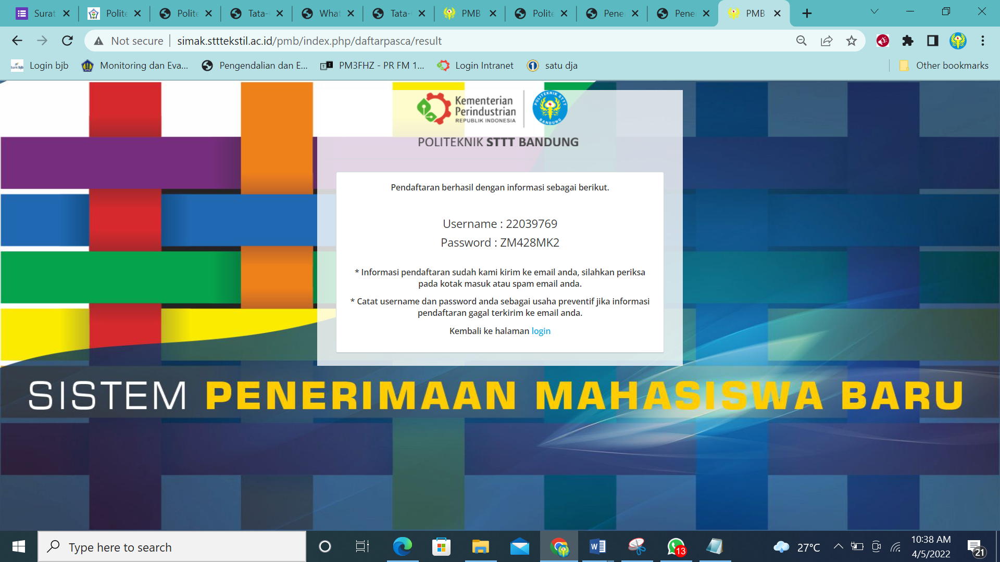 Surat
Polite
Polite
Tata-
What
Tata-
PMB
Polite
Pene
Pene
PMB
Not secure
simak.stttekstil.ac.id/pmb/index.php/daftarpasca/result
bank bjb
Login bjb
Monitoring dan Eva...
Pengendalian dan E...
PM3FHZ - PR FM 1...
Login Intranet
satu dja
Other bookmarks
Kementerian
Perindustrian
REPUBLIK INDONESIA
POLITEKNIK STTT
BANDUNG
POLITEKNIK STTT BANDUNG
Pendaftaran berhasil dengan informasi sebagai berikut.
Username : 22039769
Password : ZM428MK2
* Informasi pendaftaran sudah kami kirim ke email anda, silahkan periksa
pada kotak masuk atau spam email anda.
* Catat username dan password anda sebagai usaha preventif jika informasi
pendaftaran gagal terkirim ke email anda.
Kembali ke halaman login
SISTEM PENERIMAAN MAHASISWA BARU
Type here to search
13
27°C
10:38 AM
4/5/2022
21